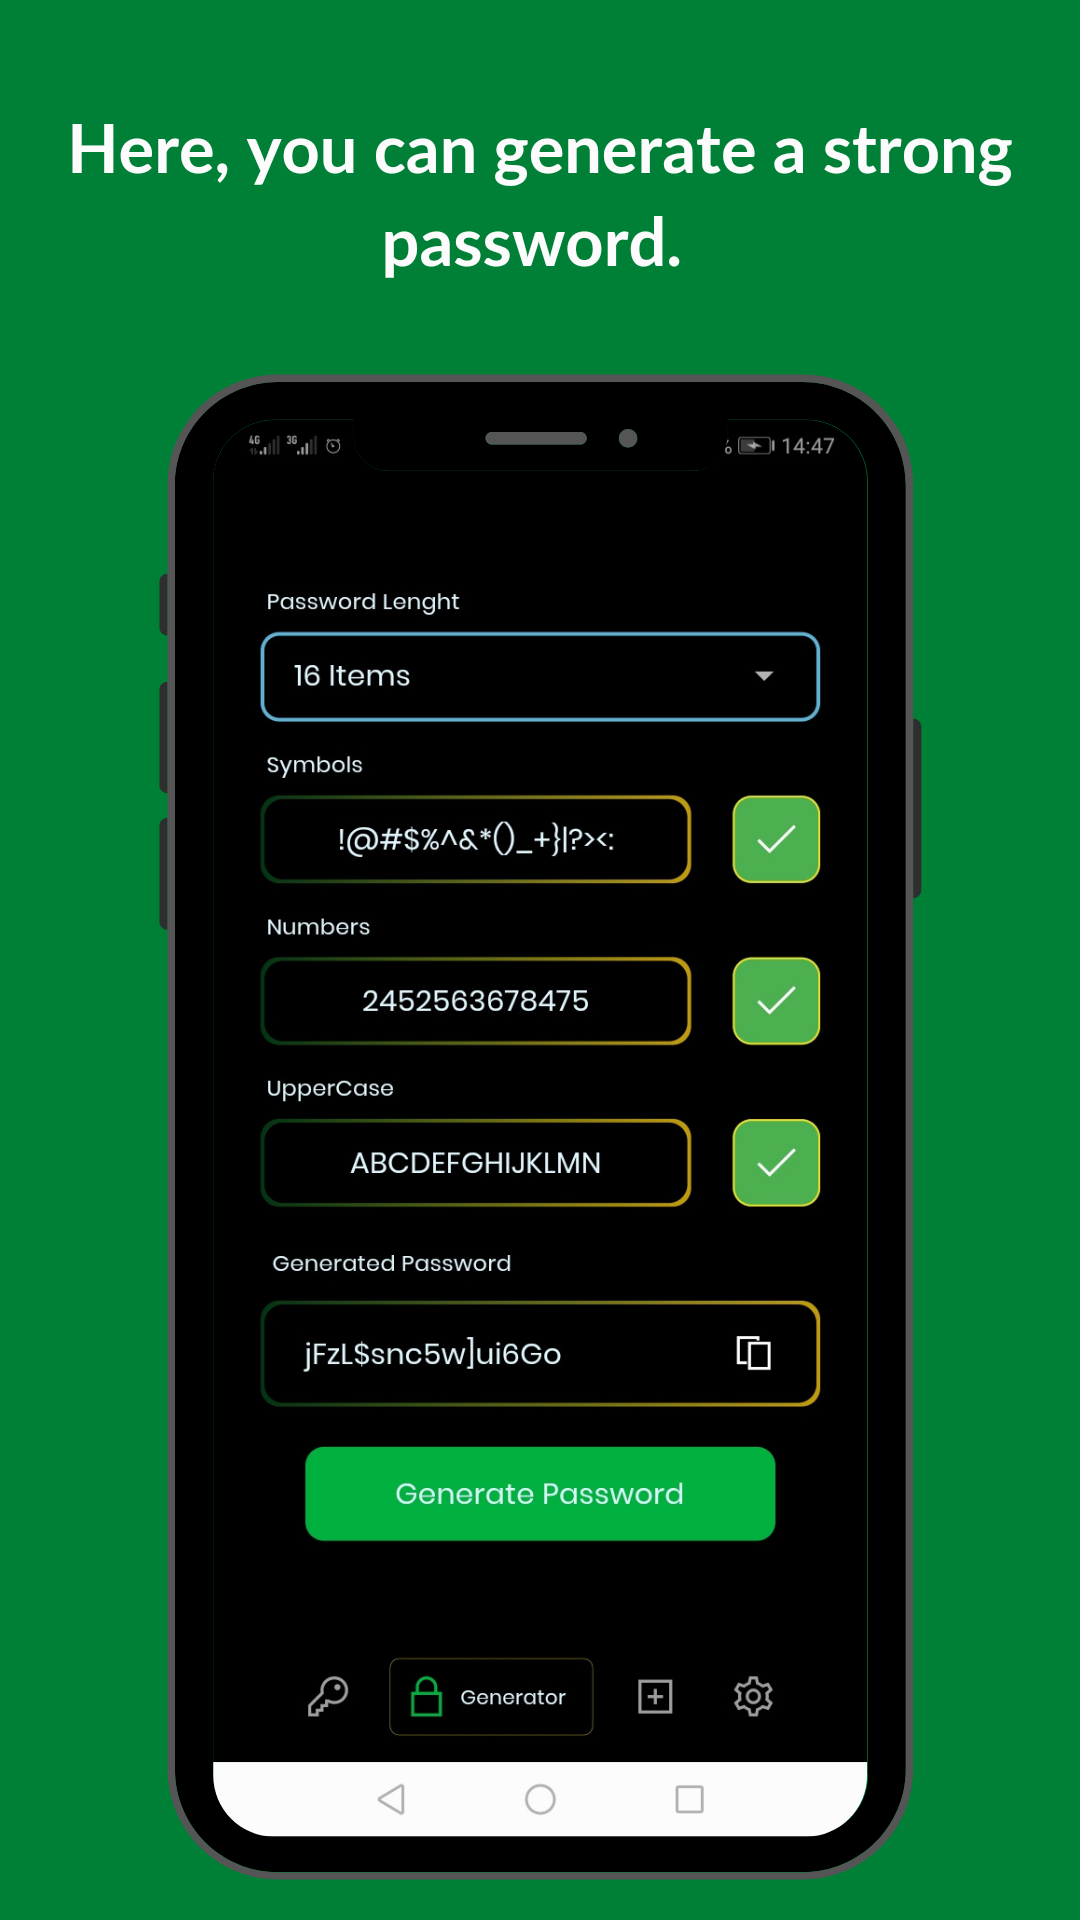 Here, you can generate a strong
password.
4G 3G 14:47
Password Lenght
16 Items
Symbols
!@#$%^&*()_+}|?><:
Numbers
2452563678475
UpperCase
ABCDEFGHIJKLMN
Generated Password
jFzL$snc5w]ui6Go
Generate Password
Generator